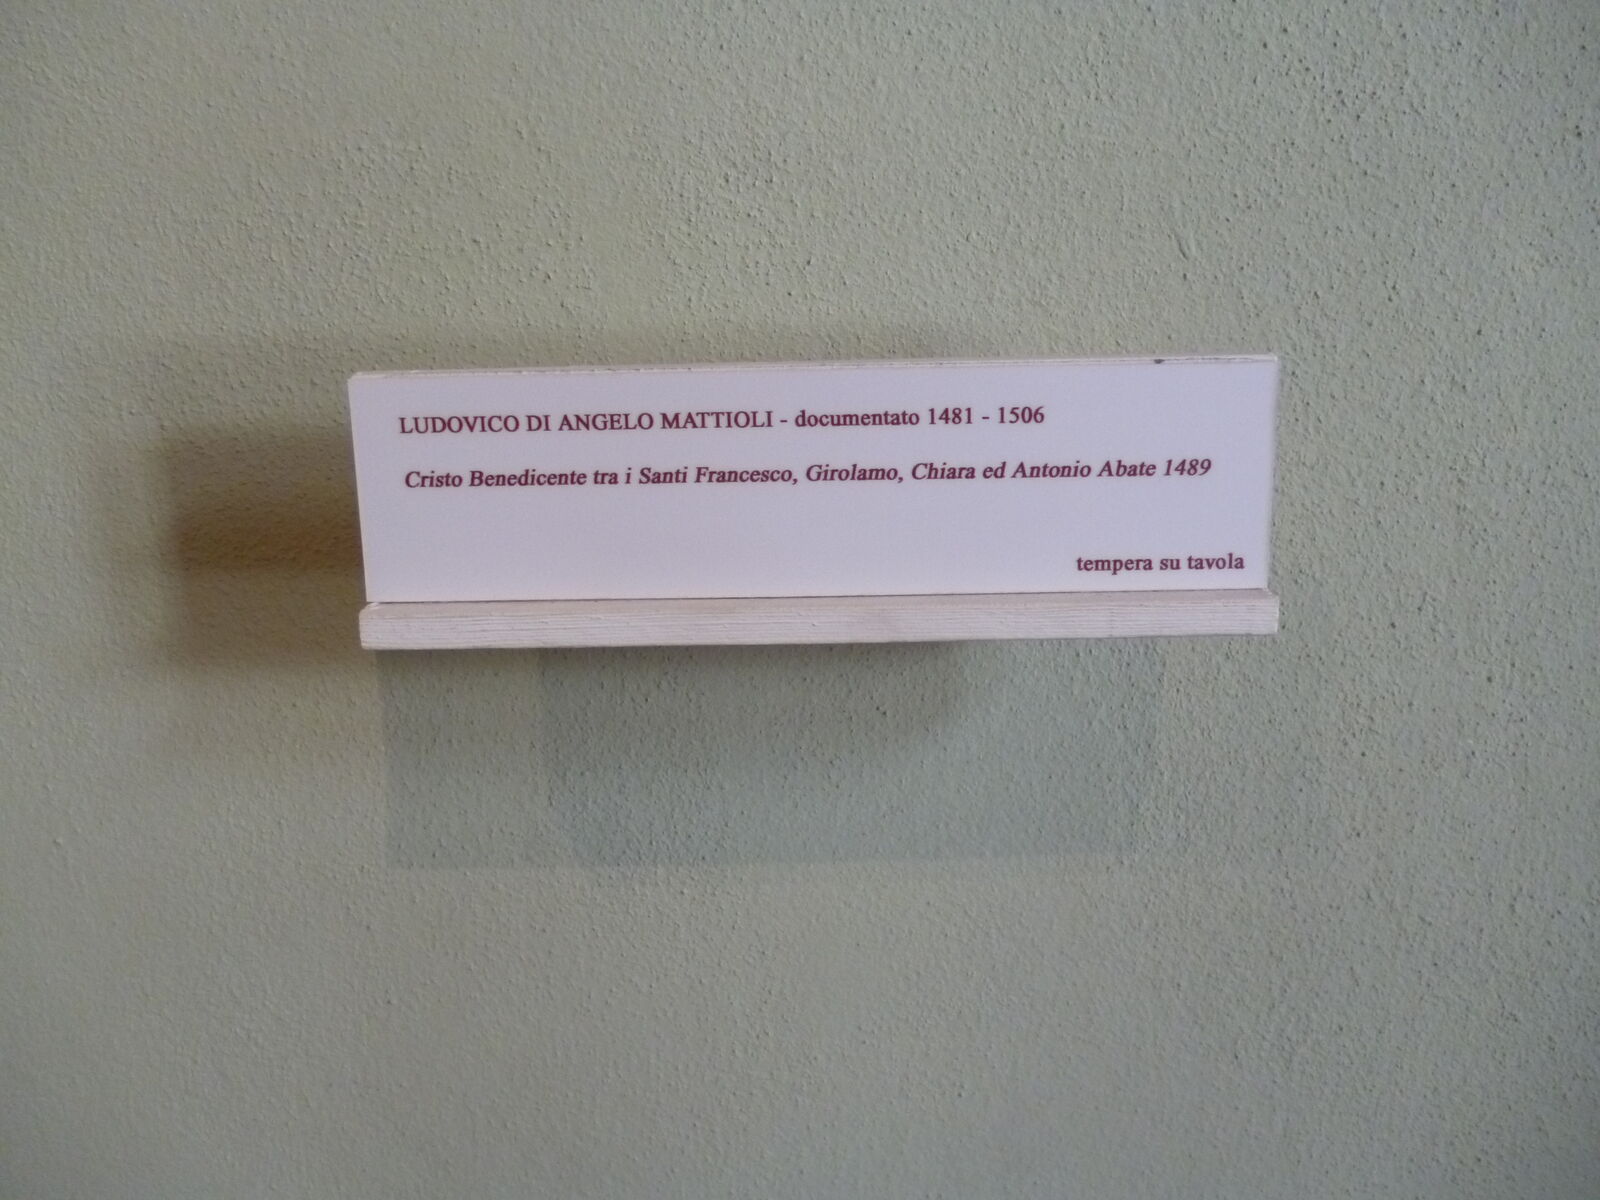 LUDOVICO DI ANGELO MATTIOLI - documentato 1481 - 1506
Cristo Benedicente tra i Santi Francesco, Girolamo, Chiara ed Antonio Abate 1489
tempera su tavola